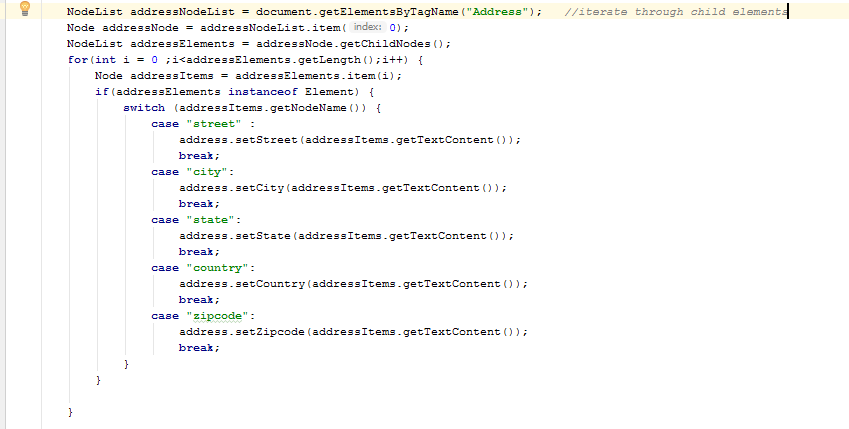 NodeList addressNodeList = document.getElementsByTagName("Address");   //iterate through child elements
Node addressNode = addressNodeList.item( index: 0);
NodeList addressElements = addressNode.getChildNodes();
for(int i = 0 ;i<addressElements.getLength();i++) {
    Node addressItems = addressElements.item(i);
    if(addressElements instanceof Element) {
        switch (addressItems.getNodeName()) {
            case "street" :
                address.setStreet(addressItems.getTextContent());
                break;
            case "city":
                address.setCity(addressItems.getTextContent());
                break;
            case "state":
                address.setState(addressItems.getTextContent());
                break;
            case "country":
                address.setCountry(addressItems.getTextContent());
                break;
            case "zipcode":
                address.setZipcode(addressItems.getTextContent());
                break;
        }
    }
}